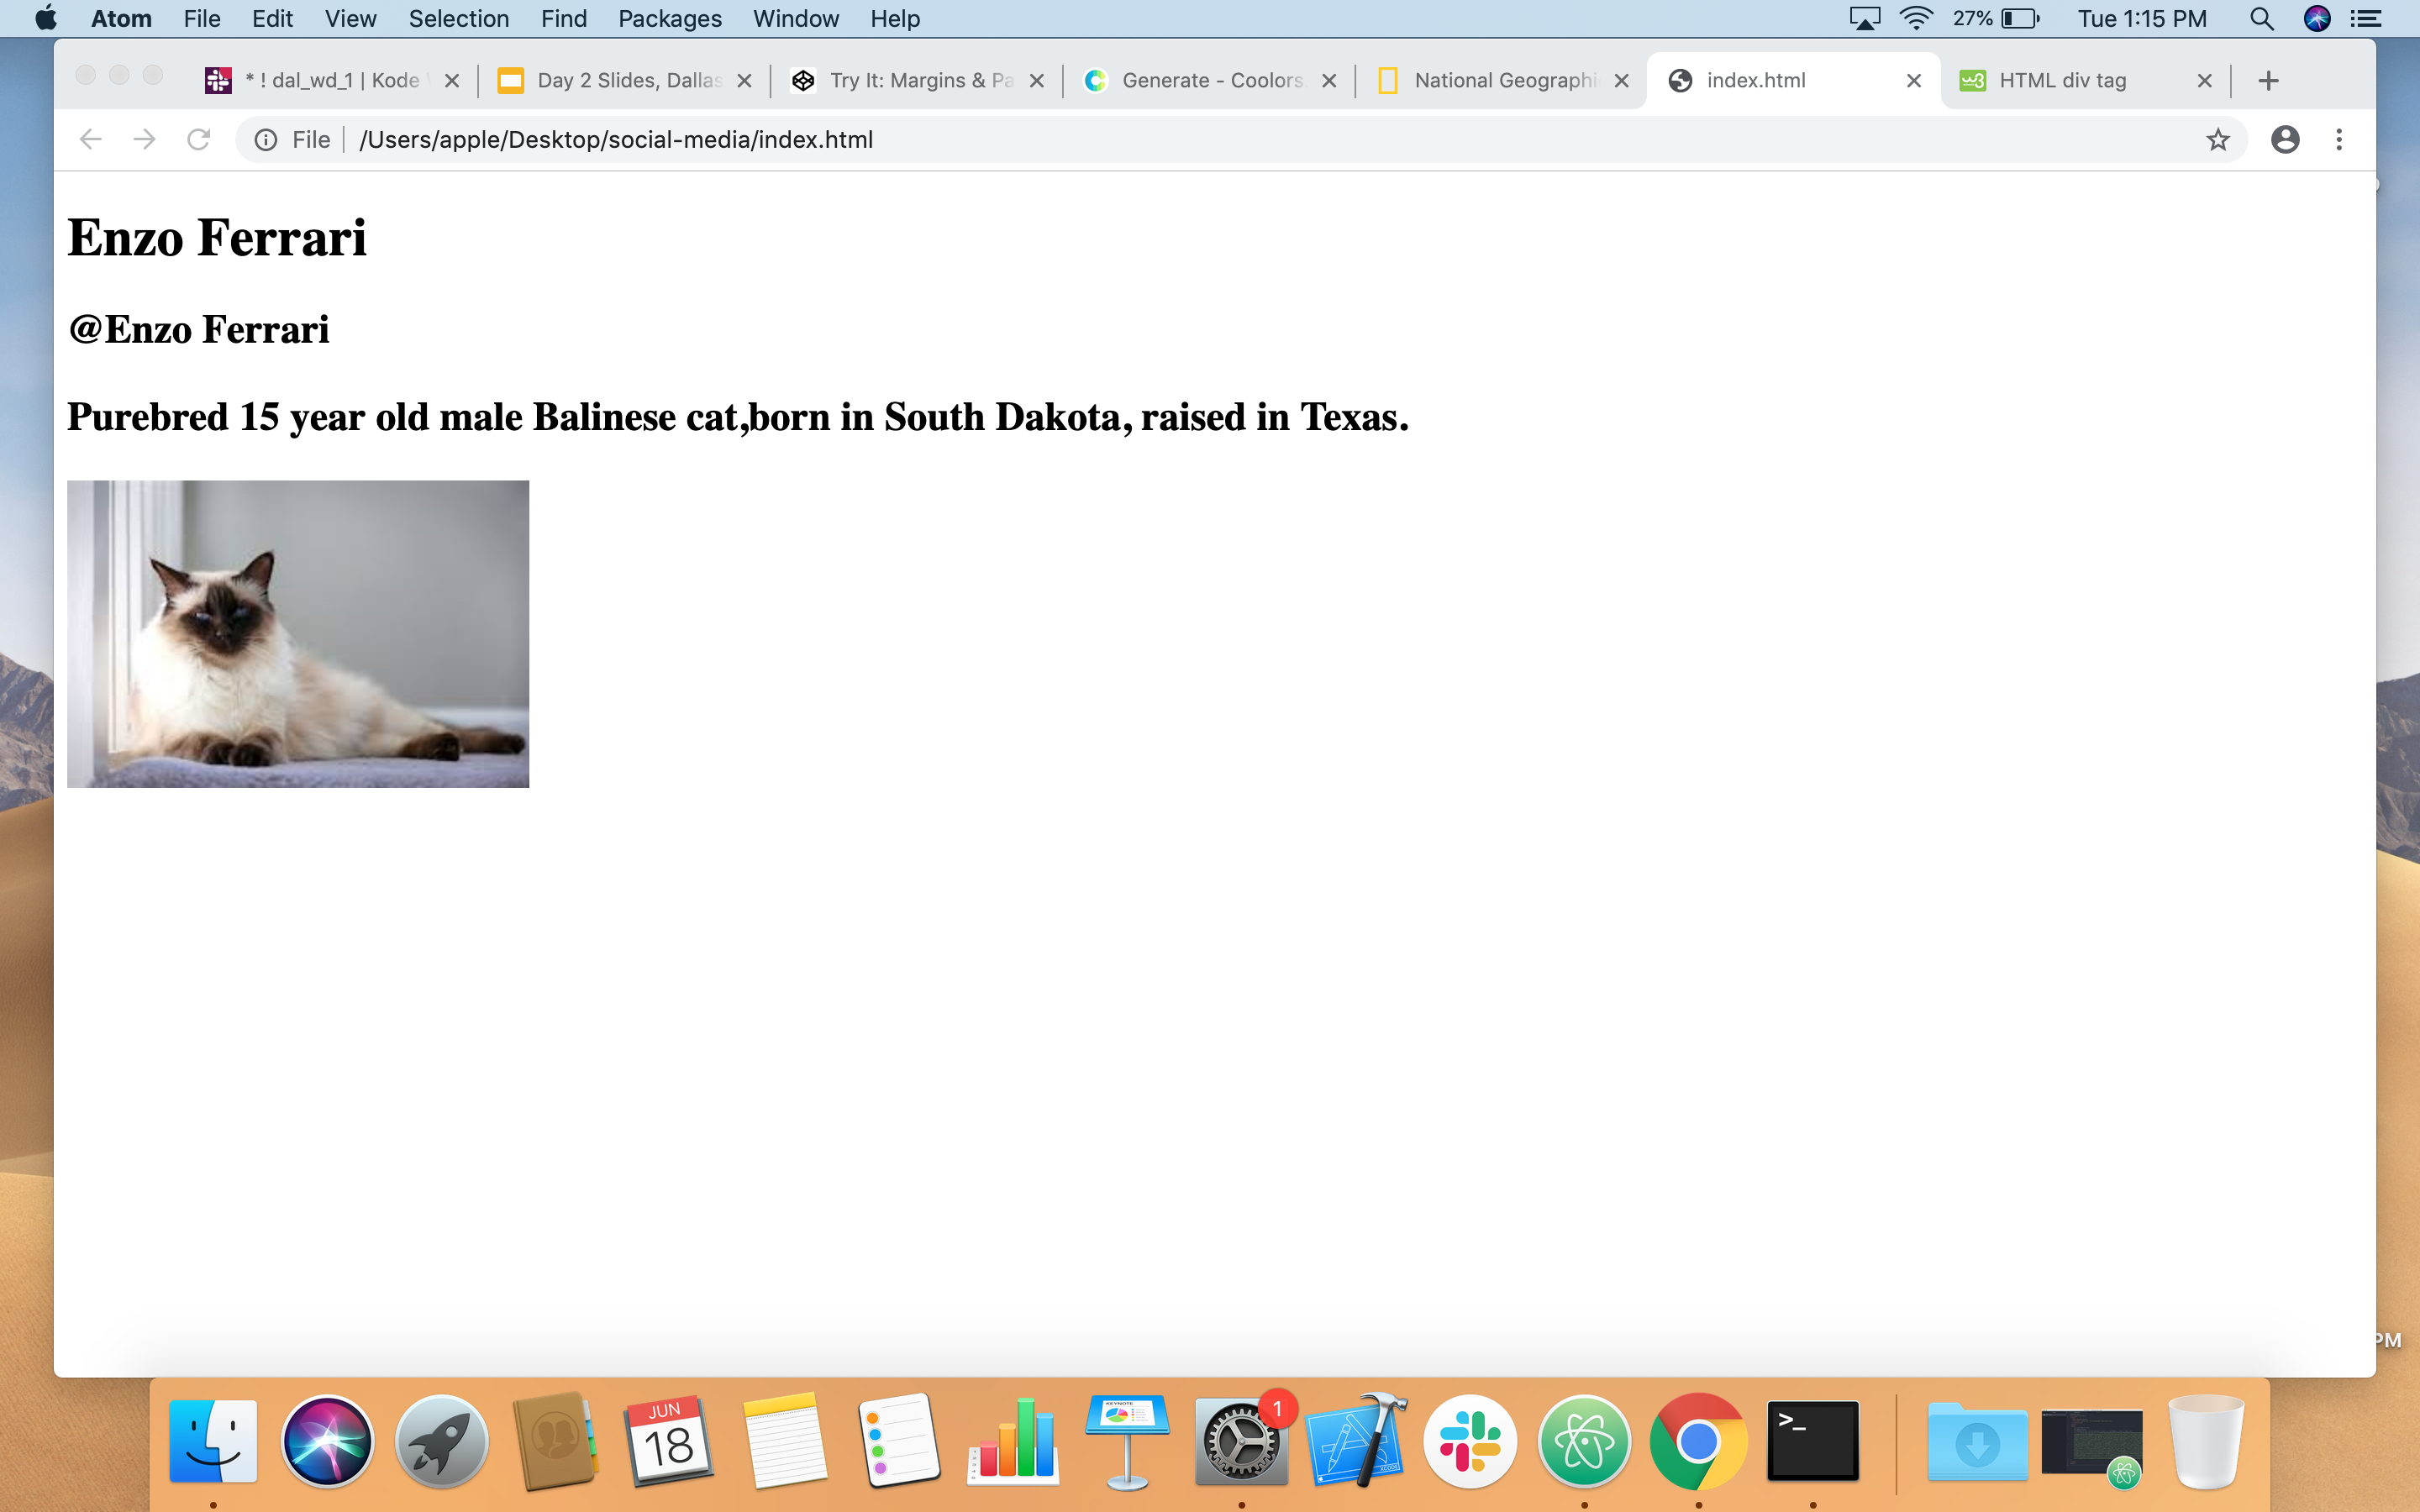 Atom File Edit View Selection Find Packages Window Help 27% Tue 1:15 PM
* ! dal_wd_1 | Kode Day 2 Slides, Dallas Try It: Margins & Pa Generate - Coolors. National Geographi index.html HTML div tag
File /Users/apple/Desktop/social-media/index.html
Enzo Ferrari
@Enzo Ferrari
Purebred 15 year old male Balinese cat,born in South Dakota, raised in Texas.
PM
JUN
18
KEYNOTE
1
>_